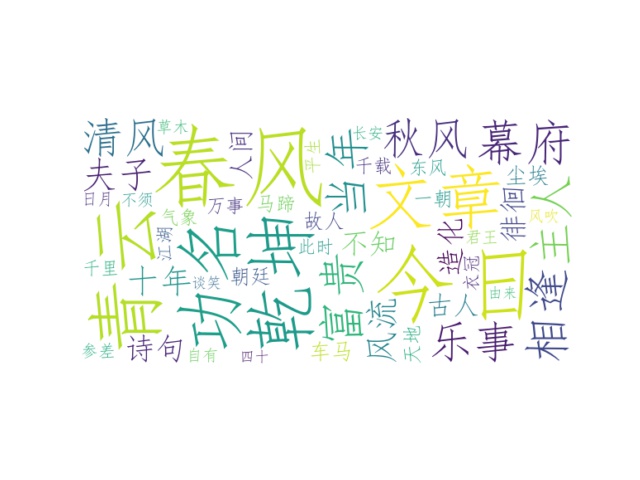 清风
草木
春风
人间
平生
当年
长安
千载
秋风
幕府
夫子
日月
不须
万事
马蹄
文章
东风
一朝
尘埃
徘徊
风吹
主人
青云
气象
江湖
功名
乾坤
故人
此时
不知
今日
君王
造化
衣冠
千里
十年
谈笑
朝廷
富贵
风流
古人
由来
相逢
参差
诗句
自有
四十
车马
天地
乐事